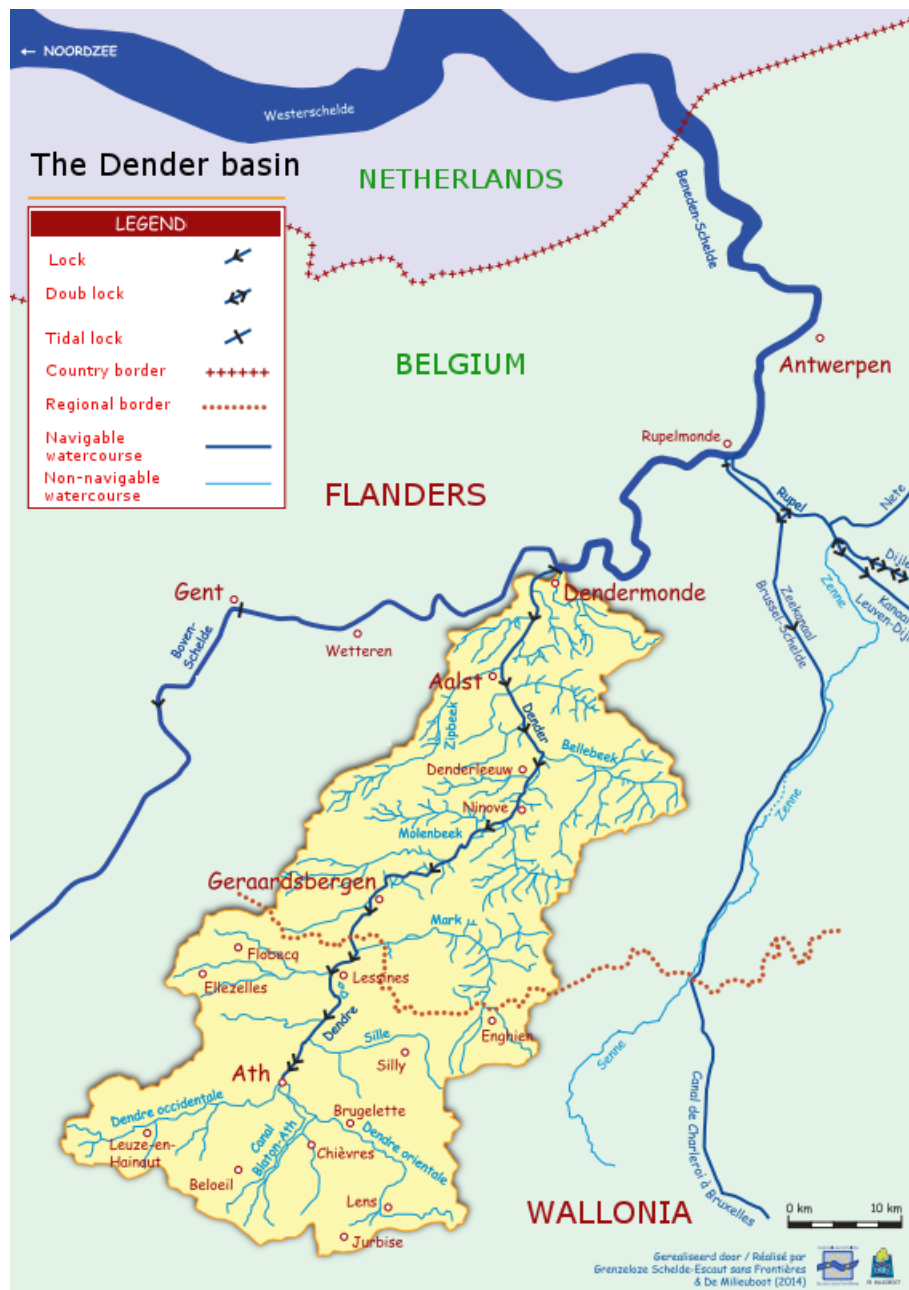 ← NOORDZEE
Westerschelde
The Dender basin
NETHERLANDS
Beneden-Schelde
LEGEND
Lock
Doub lock
Tidal lock
Country border
Regional border
Navigable
watercourse
Non-navigable
watercourse
BELGIUM
Antwerpen
Rupelmonde
FLANDERS
Rupel
Nete
Dijle
Zenne
Kanaal
Leuven-Dijl
Zeekanaal
Brussel-Schelde
Gent
Dendermonde
Boven-
Schelde
Wetteren
Aalst
Zipbeek
Dender
Bellebeek
Denderleeuw
Zenne
Ninove
Molenbeek
Geraardsbergen
Mark
Flobecq
Ellezelles
Lessines
Dendre
Sille
Enghien
Senne
Silly
Ath
Dendre occidentale
Brugelette
Canal
Blaton-Ath
Dendre orientale
Leuze-en-
Hainaut
Chièvres
Beloeil
Canal de Charleroi à Bruxelles
Lens
WALLONIA
0 km
10 km
Jurbise
Gerealiseerd door / Réalisé par
Grenzeloze Schelde-Escaut sans Frontières
& De Milieuboot (2014)